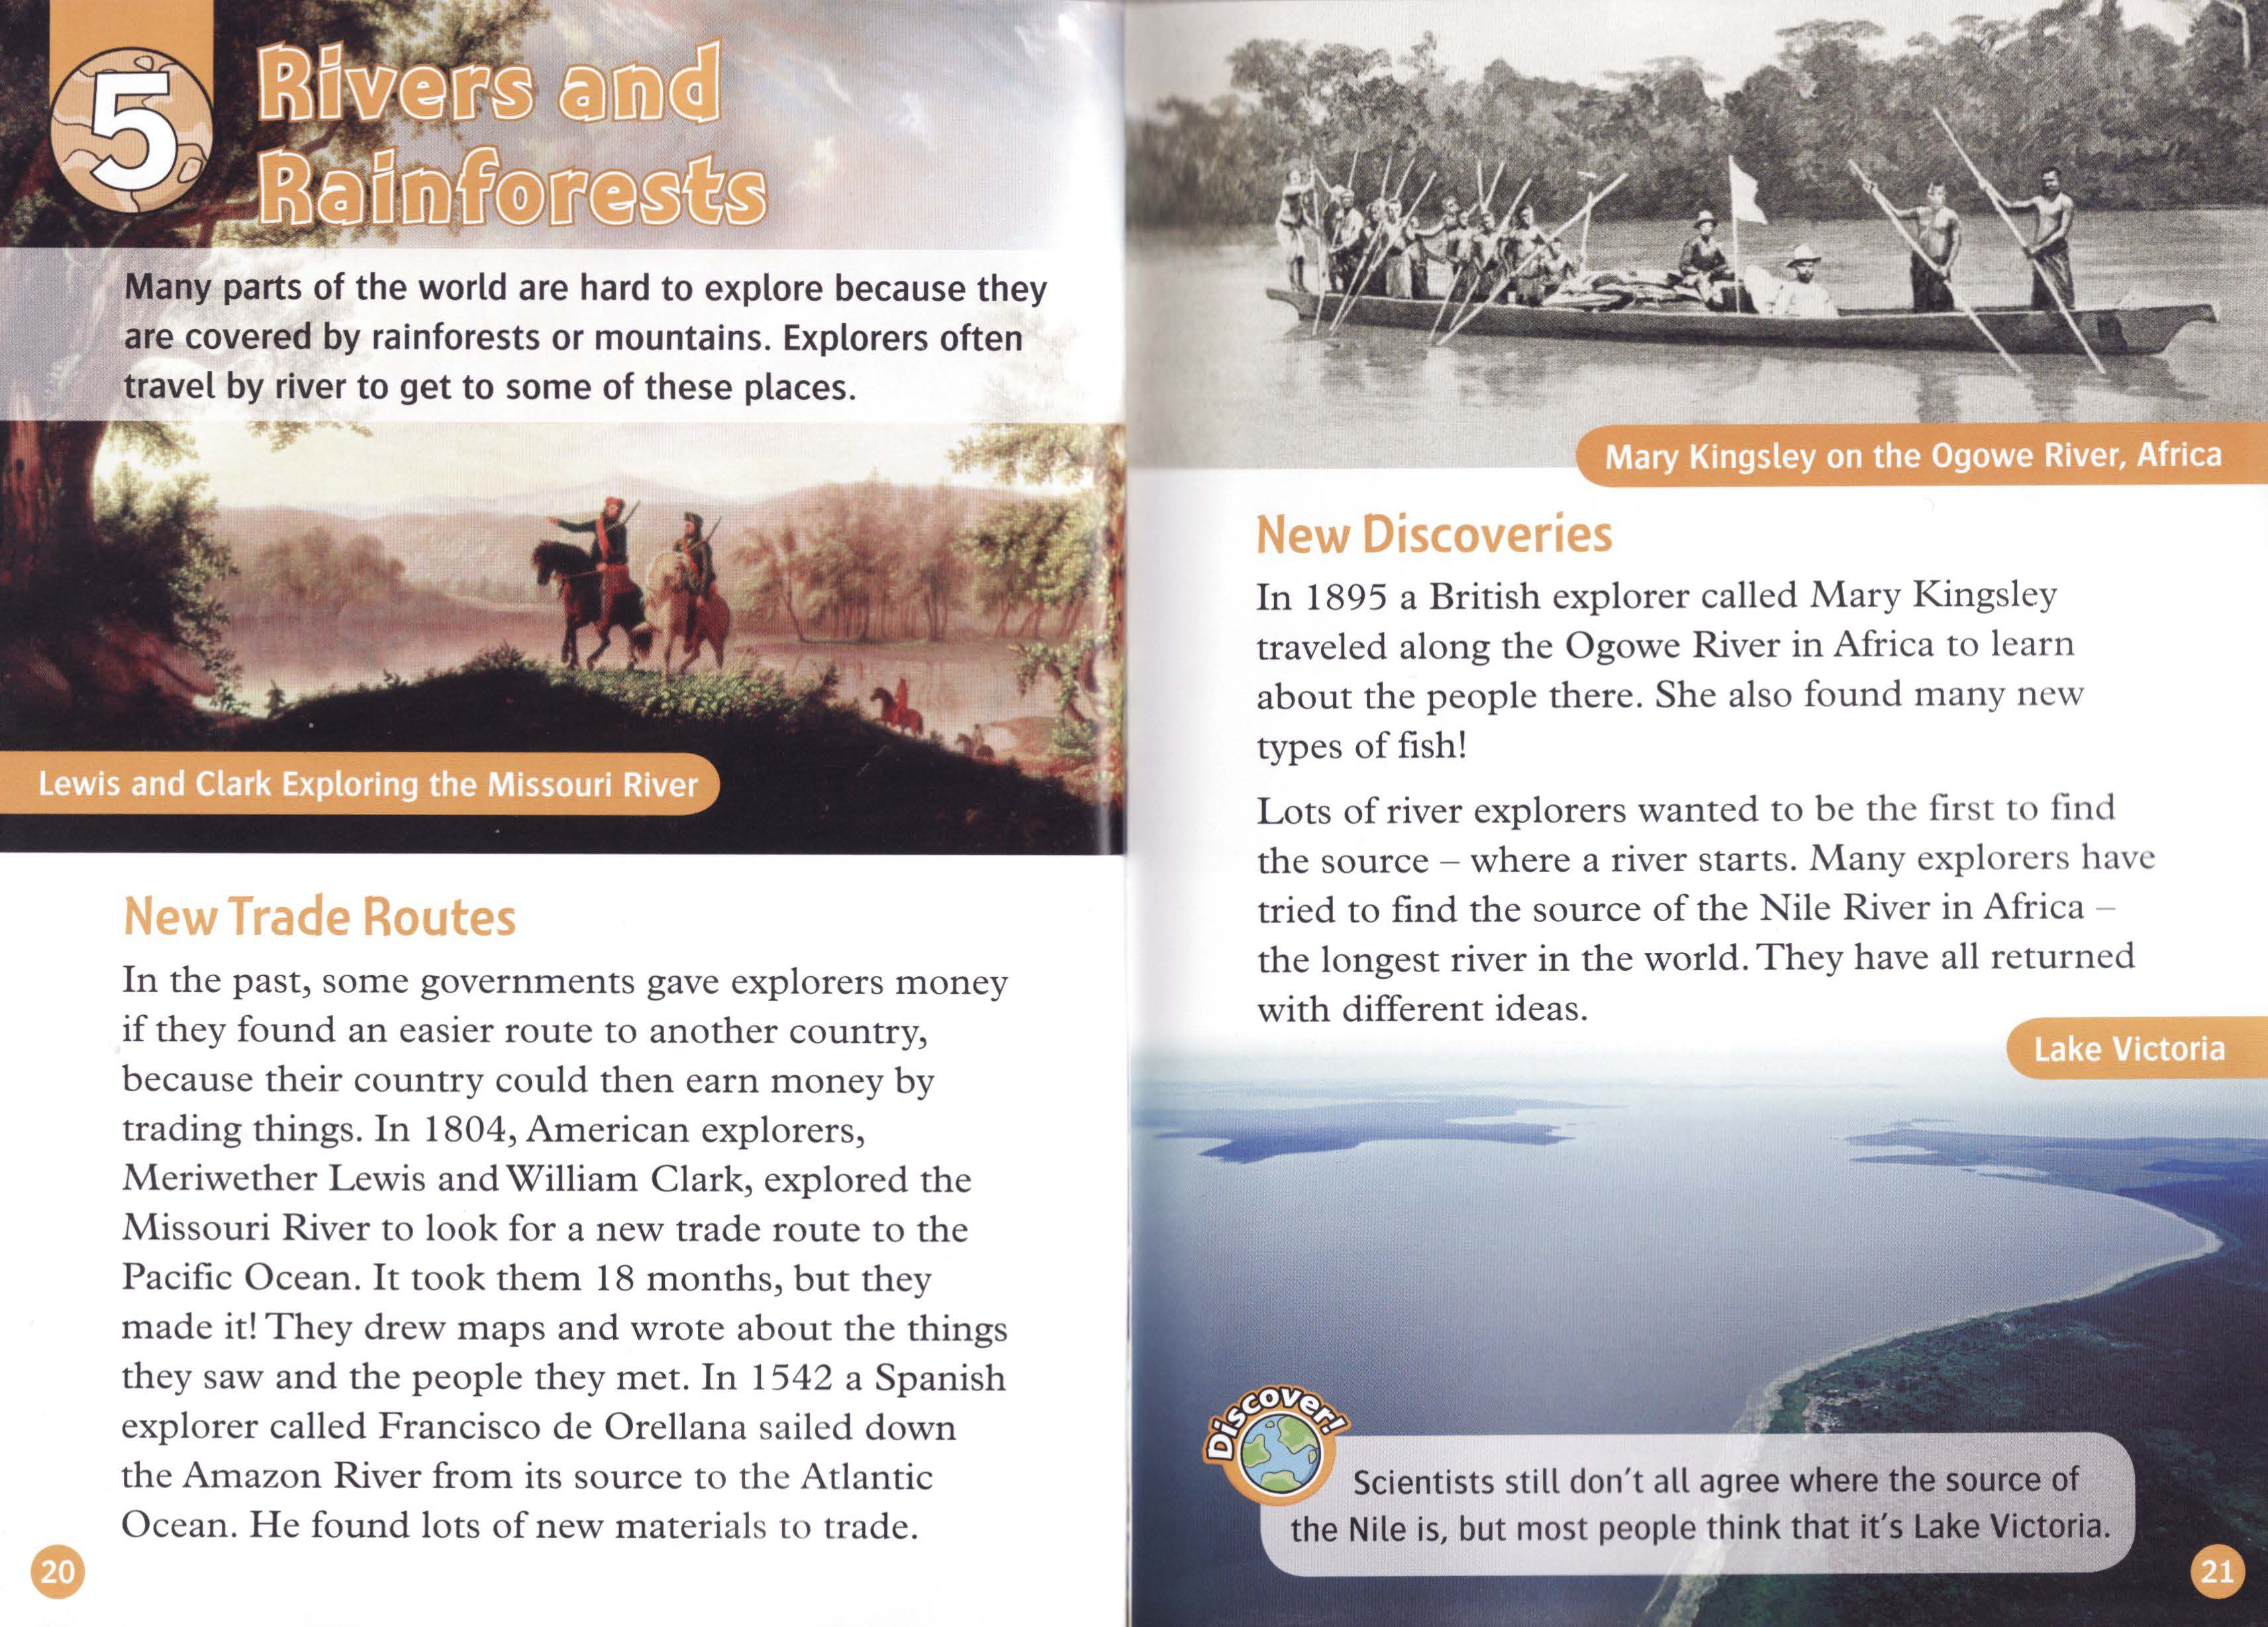 5
Rivers and
Rainforests
Many parts of the world are hard to explore because they
are covered by rainforests or mountains. Explorers often
travel by river to get to some of these places.
Lewis and Clark Exploring the Missouri River
New Trade Routes
In the past, some governments gave explorers money
if they found an easier route to another country,
because their country could then earn money by
trading things. In 1804, American explorers,
Meriwether Lewis and William Clark, explored the
Missouri River to look for a new trade route to the
Pacific Ocean. It took them 18 months, but they
made it! They drew maps and wrote about the things
they saw and the people they met. In 1542 a Spanish
explorer called Francisco de Orellana sailed down
the Amazon River from its source to the Atlantic
Ocean. He found lots of new materials to trade.
20
Mary Kingsley on the Ogowe River, Africa
New Discoveries
In 1895 a British explorer called Mary Kingsley
traveled along the Ogowe River in Africa to learn
about the people there. She also found many new
types of fish!
Lots of river explorers wanted to be the first to find
the source – where a river starts. Many explorers have
tried to find the source of the Nile River in Africa –
the longest river in the world. They have all returned
with different ideas.
Lake Victoria
Discover!
Scientists still don't all agree where the source of
the Nile is, but most people think that it's Lake Victoria.
21